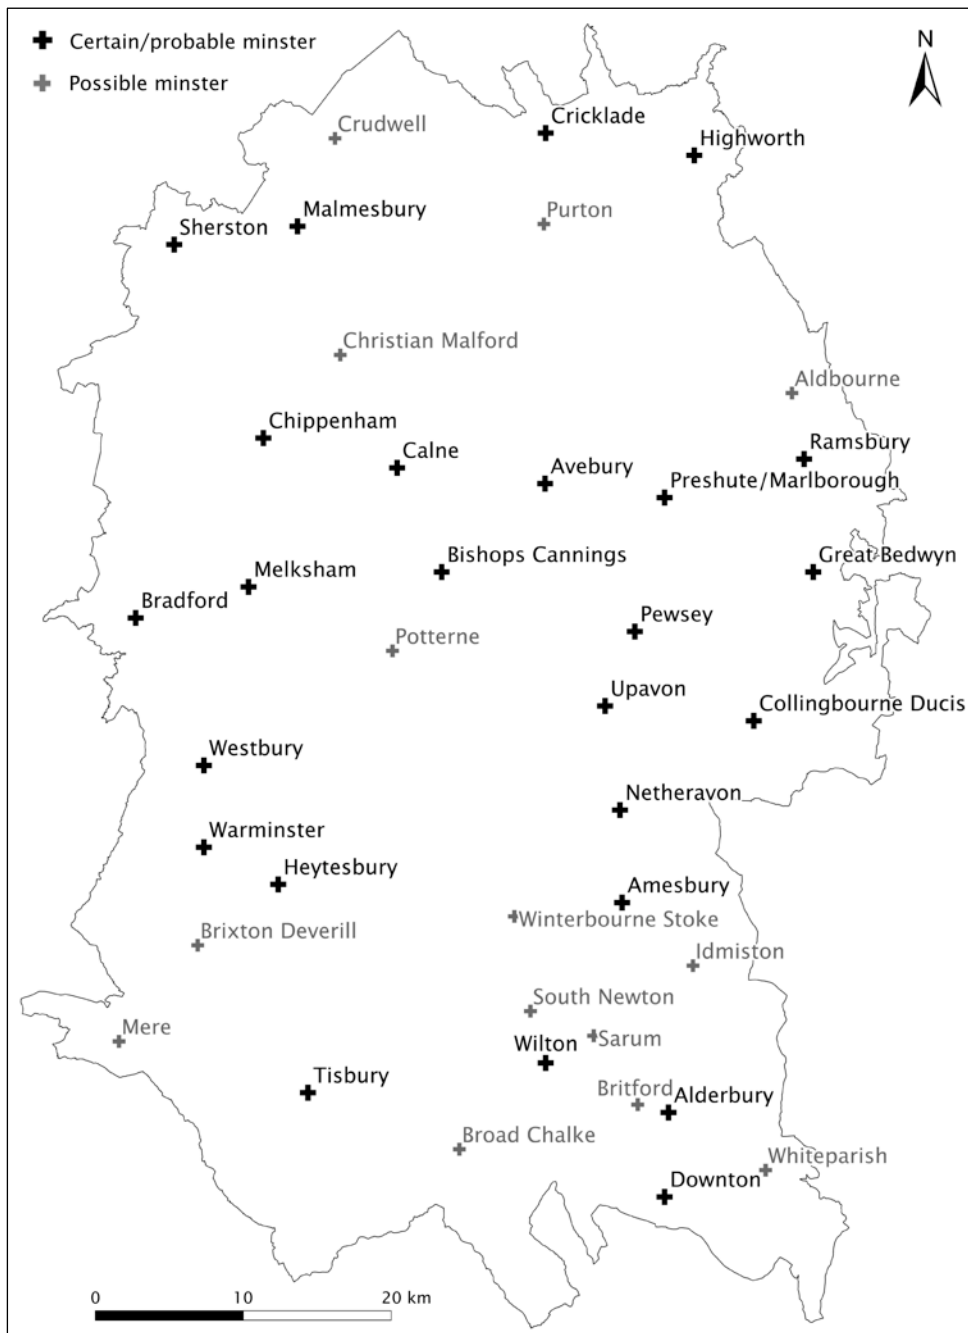 Certain/probable minster
Possible minster
N
Crudwell
Cricklade
Highworth
Malmesbury
Purton
Sherston
Christian Malford
Aldbourne
Chippenham
Calne
Avebury
Ramsbury
Preshute/Marlborough
Bishops Cannings
Great Bedwyn
Melksham
Bradford
Pewsey
Potterne
Upavon
Collingbourne Ducis
Westbury
Netheravon
Warminster
Heytesbury
Amesbury
Winterbourne Stoke
Brixton Deverill
Idmiston
South Newton
Mere
Sarum
Wilton
Tisbury
Britford
Alderbury
Broad Chalke
Whiteparish
Downton
0 10 20 km